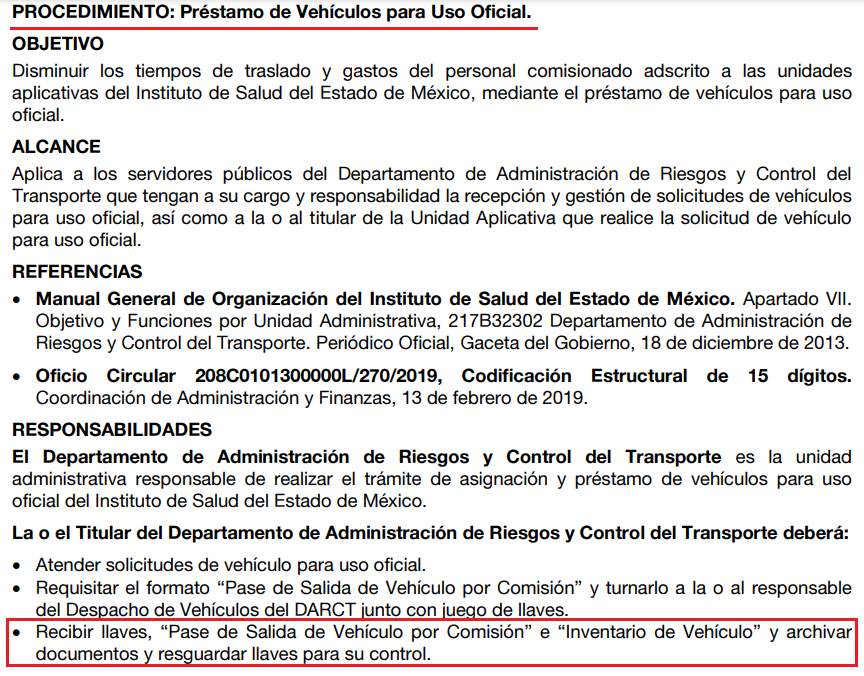 PROCEDIMIENTO: Préstamo de Vehículos para Uso Oficial.
OBJETIVO
Disminuir los tiempos de traslado y gastos del personal comisionado adscrito a las unidades
aplicativas del Instituto de Salud del Estado de México, mediante el préstamo de vehículos para uso
oficial.
ALCANCE
Aplica a los servidores públicos del Departamento de Administración de Riesgos y Control del
Transporte que tengan a su cargo y responsabilidad la recepción y gestión de solicitudes de vehículos
para uso oficial, así como a la o al titular de la Unidad Aplicativa que realice la solicitud de vehículo
para uso oficial.
REFERENCIAS
• Manual General de Organización del Instituto de Salud del Estado de México. Apartado VII.
Objetivo y Funciones por Unidad Administrativa, 217B32302 Departamento de Administración de
Riesgos y Control del Transporte. Periódico Oficial, Gaceta del Gobierno, 18 de diciembre de 2013.
• Oficio Circular 208C0101300000L/270/2019, Codificación Estructural de 15 dígitos.
Coordinación de Administración y Finanzas, 13 de febrero de 2019.
RESPONSABILIDADES
El Departamento de Administración de Riesgos y Control del Transporte es la unidad
administrativa responsable de realizar el trámite de asignación y préstamo de vehículos para uso
oficial del Instituto de Salud del Estado de México.
La o el Titular del Departamento de Administración de Riesgos y Control del Transporte deberá:
• Atender solicitudes de vehículo para uso oficial.
• Requisitar el formato “Pase de Salida de Vehículo por Comisión” y turnarlo a la o al responsable
del Despacho de Vehículos del DARCT junto con juego de llaves.
• Recibir llaves, “Pase de Salida de Vehículo por Comisión” e “Inventario de Vehículo” y archivar
documentos y resguardar llaves para su control.